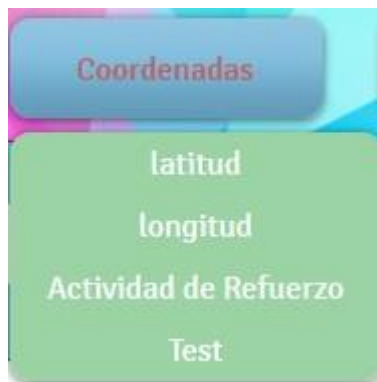 Coordenadas
latitud
longitud
Actividad de Refuerzo
Test